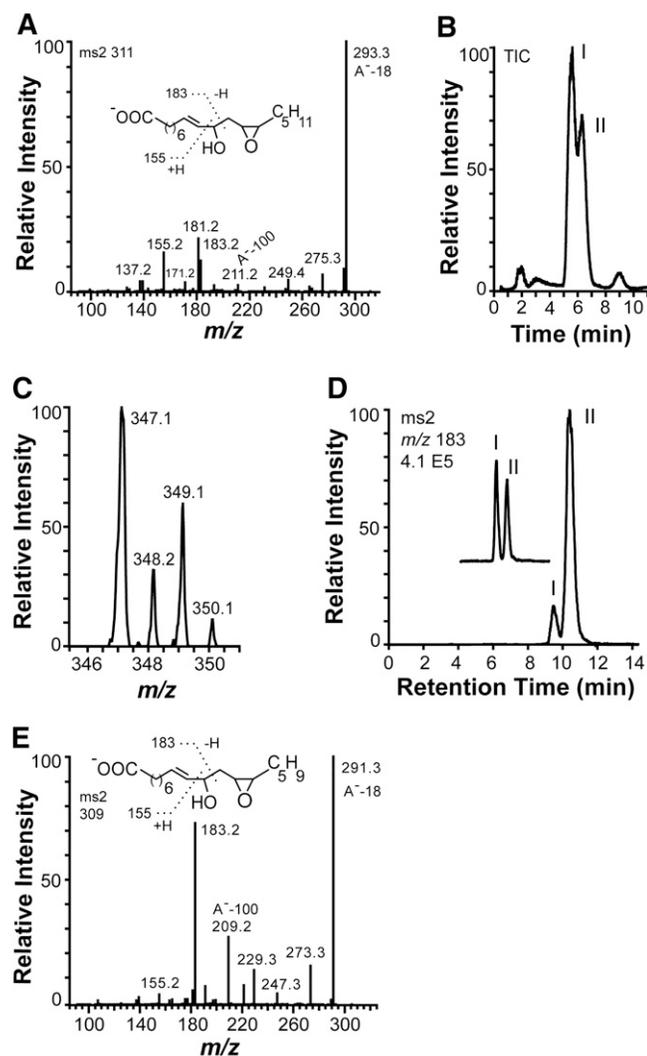 A
ms2 311
293.3
A⁻-18
183 -H
⁻OOC
6
HO
O
C5H11
155
+H
181.2
155.2
183.2
A⁻-100
137.2
171.2
211.2
249.4
275.3
100
50
0
Relative Intensity
100 140 180 220 260 300
m/z
B
TIC
I
II
100
50
0
Relative Intensity
0 2 4 6 8 10
Time (min)
C
100
50
0
Relative Intensity
347.1
349.1
348.2
350.1
346 348 350
m/z
D
ms2
m/z 183
4.1 E5
I
II
I
II
100
50
0
Relative Intensity
0 2 4 6 8 10 12 14
Retention Time (min)
E
183 -H
⁻OOC
6
HO
O
C5H9
ms2
309
155
+H
291.3
A⁻-18
183.2
A⁻-100
209.2
229.3
273.3
155.2
247.3
100
50
0
Relative Intensity
100 140 180 220 260 300
m/z